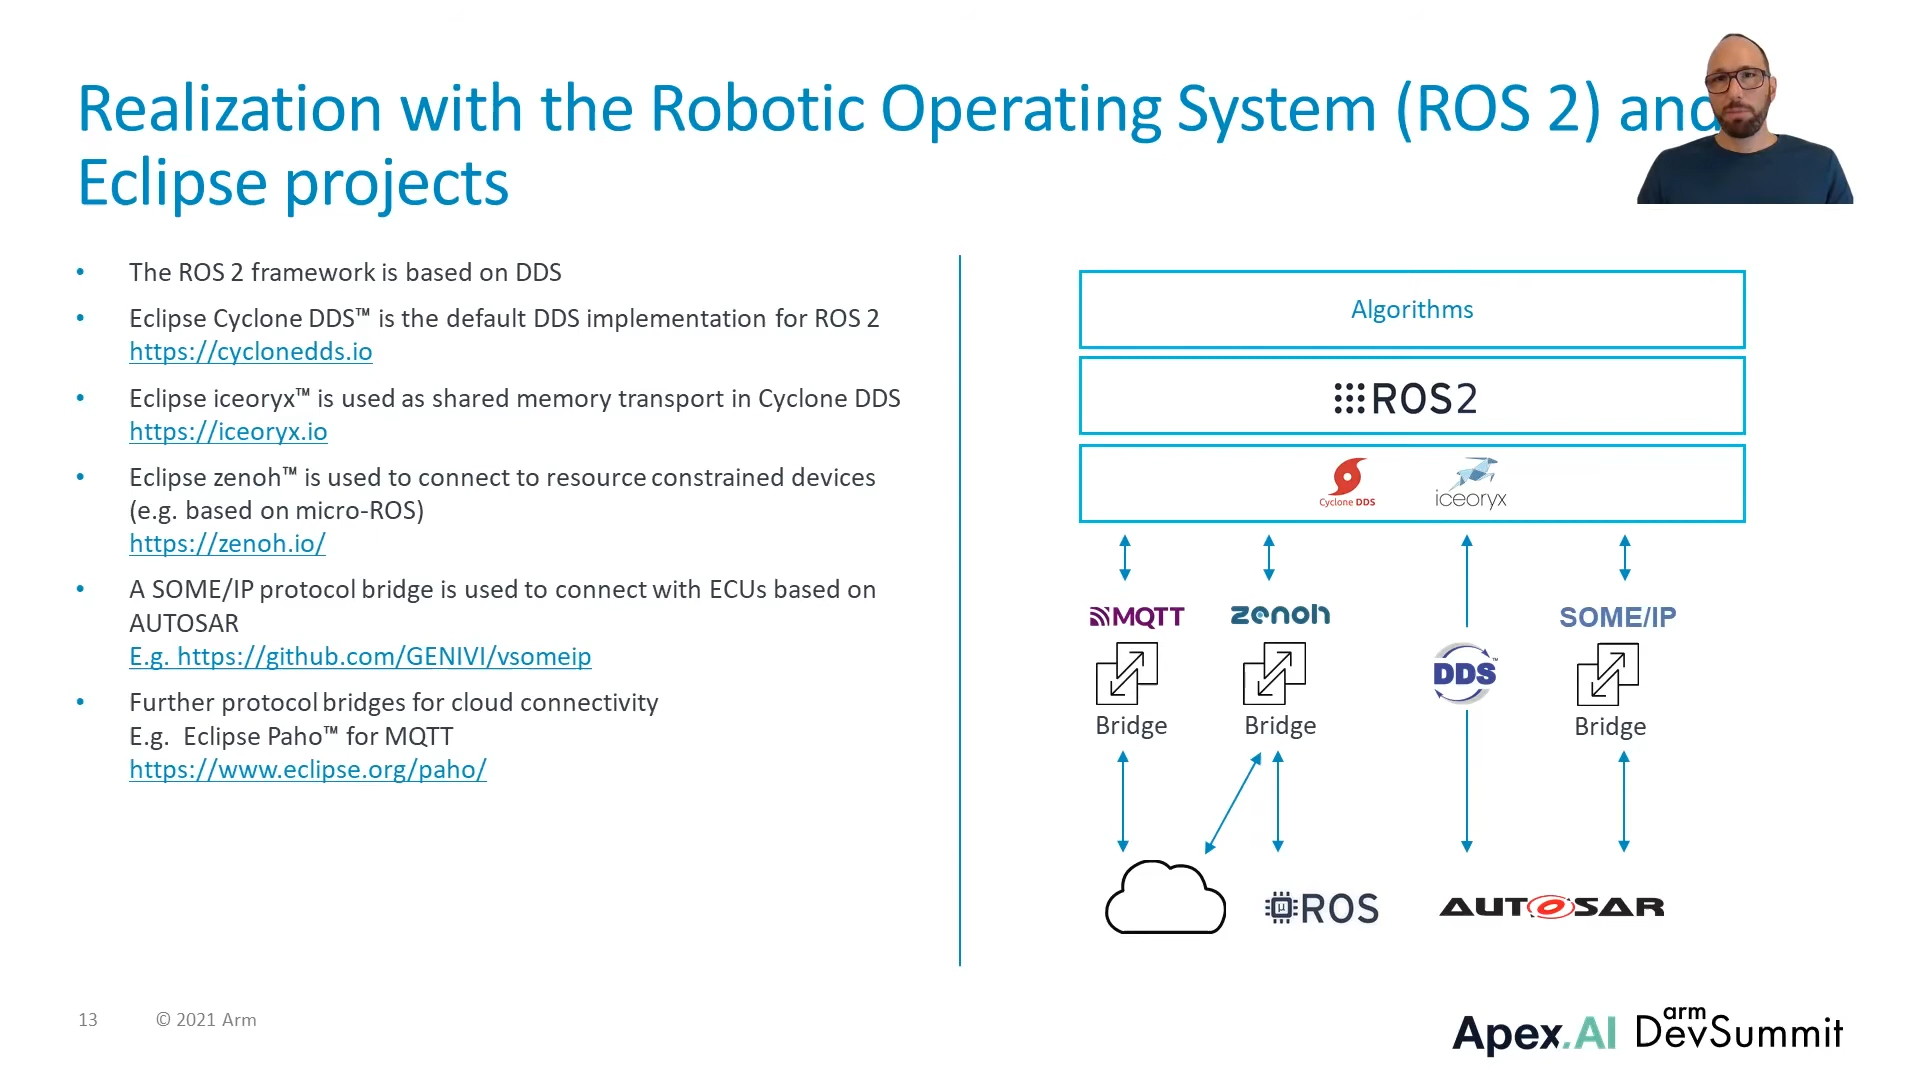 Realization with the Robotic Operating System (ROS 2) and
Eclipse projects
• The ROS 2 framework is based on DDS
• Eclipse Cyclone DDS™ is the default DDS implementation for ROS 2
https://cyclonedds.io
• Eclipse iceoryx™ is used as shared memory transport in Cyclone DDS
https://iceoryx.io
• Eclipse zenoh™ is used to connect to resource constrained devices
(e.g. based on micro-ROS)
https://zenoh.io/
• A SOME/IP protocol bridge is used to connect with ECUs based on
AUTOSAR
E.g. https://github.com/GENIVI/vsomeip
• Further protocol bridges for cloud connectivity
E.g. Eclipse Paho™ for MQTT
https://www.eclipse.org/paho/
Algorithms
ROS2
Cyclone DDS iceoryx
MQTT zenoh SOME/IP
DDS™
Bridge Bridge Bridge
µ ROS AUTOSAR
13 © 2021 Arm
Apex.AI arm DevSummit